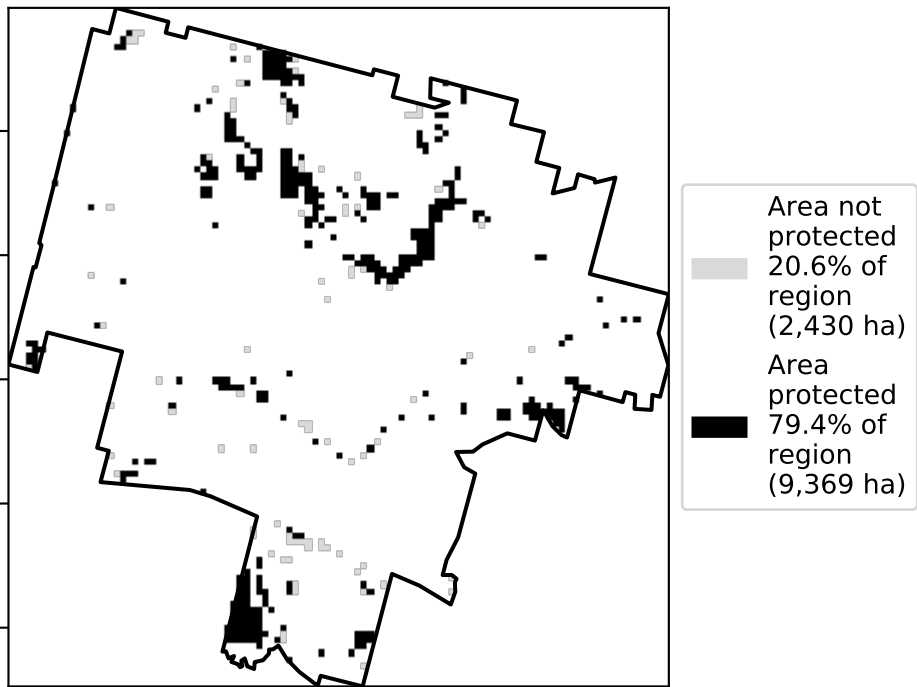 Area not
protected
20.6% of
region
(2,430 ha)
Area
protected
79.4% of
region
(9,369 ha)